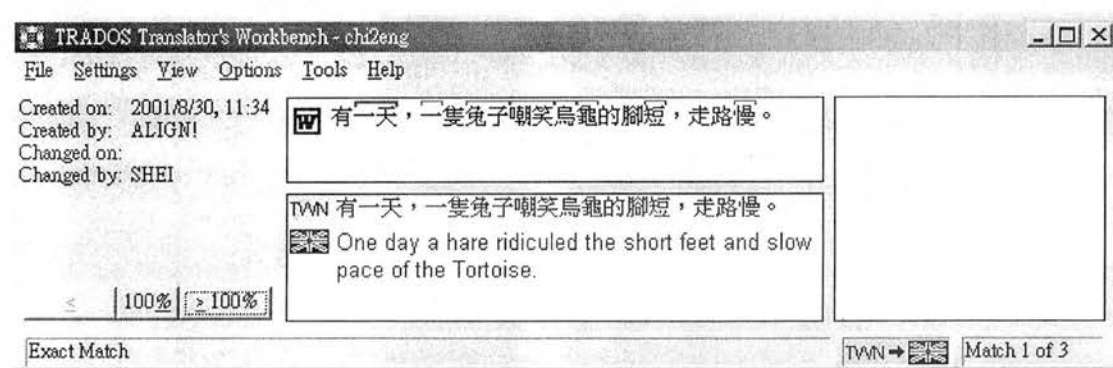 TRADOS Translator's Workbench - chi2eng
File Settings View Options Tools Help
Created on: 2001/8/30, 11:34
Created by: ALIGN!
Changed on:
Changed by: SHEI
有一天，一隻兔子嘲笑烏龜的腳短，走路慢。
TWN 有一天，一隻兔子嘲笑烏龜的腳短，走路慢。
One day a hare ridiculed the short feet and slow
pace of the Tortoise.
≤ 100% ≥ 100%
Exact Match
TWN → Match 1 of 3